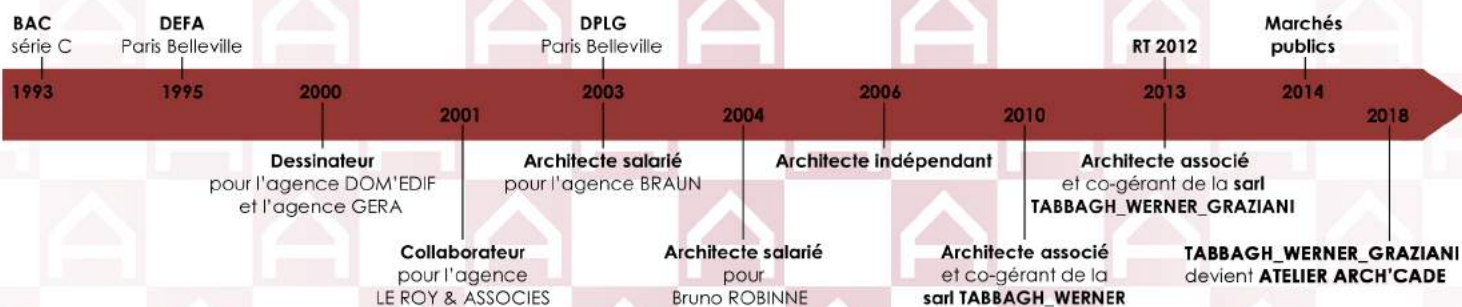 BAC
série C
DEFA
Paris Belleville
DPLG
Paris Belleville
RT 2012
Marchés
publics
1993
1995
2000
2001
2003
2004
2006
2010
2013
2014
2018
Dessinateur
pour l'agence DOM'EDIF
et l'agence GERA
Collaborateur
pour l'agence
LE ROY & ASSOCIES
Architecte salarié
pour l'agence BRAUN
Architecte salarié
pour
Bruno ROBINNE
Architecte indépendant
Architecte associé
et co-gérant de la
sarl TABBAGH_WERNER
Architecte associé
et co-gérant de la sarl
TABBAGH_WERNER_GRAZIANI
TABBAGH_WERNER_GRAZIANI
devient ATELIER ARCH'CADE